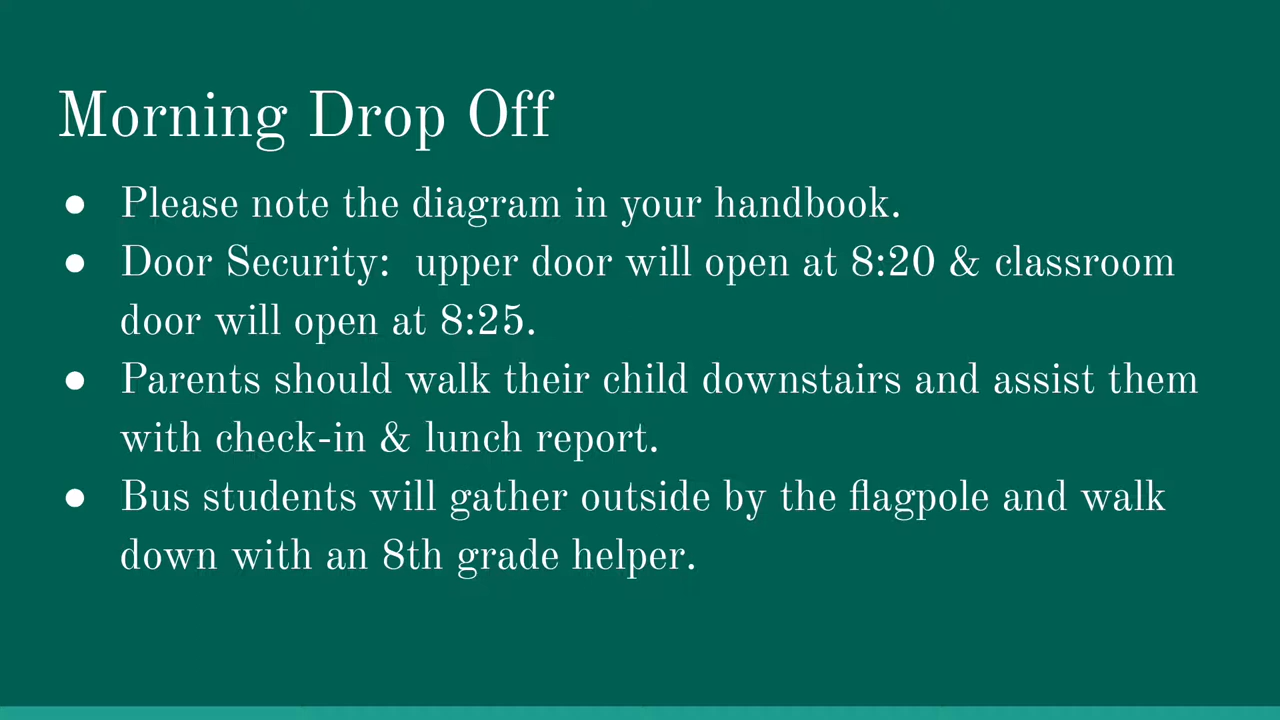 Morning Drop Off
● Please note the diagram in your handbook.
● Door Security:  upper door will open at 8:20 & classroom
door will open at 8:25.
● Parents should walk their child downstairs and assist them
with check-in & lunch report.
● Bus students will gather outside by the flagpole and walk
down with an 8th grade helper.